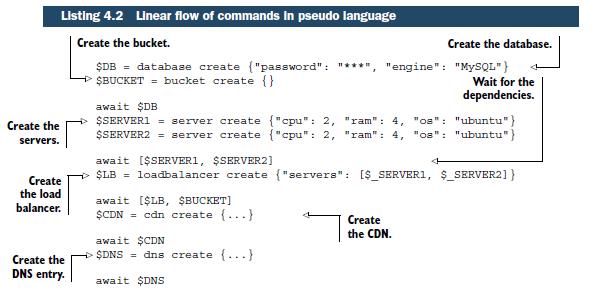 Listing 4.2 Linear flow of commands in pseudo language
Create the bucket.
Create the database.
$DB = database create {"password": "***", "engine": "MySQL"}
$BUCKET = bucket create {}
Wait for the
dependencies.
await $DB
Create the
servers.
$SERVER1 = server create {"cpu": 2, "ram": 4, "os": "ubuntu"}
$SERVER2 = server create {"cpu": 2, "ram": 4, "os": "ubuntu"}
await [$SERVER1, $SERVER2]
Create
the load
balancer.
$LB = loadbalancer create {"servers": [$_SERVER1, $_SERVER2]}
await [$LB, $BUCKET]
$CDN = cdn create {...}
Create
the CDN.
await $CDN
Create the
DNS entry.
$DNS = dns create {...}
await $DNS